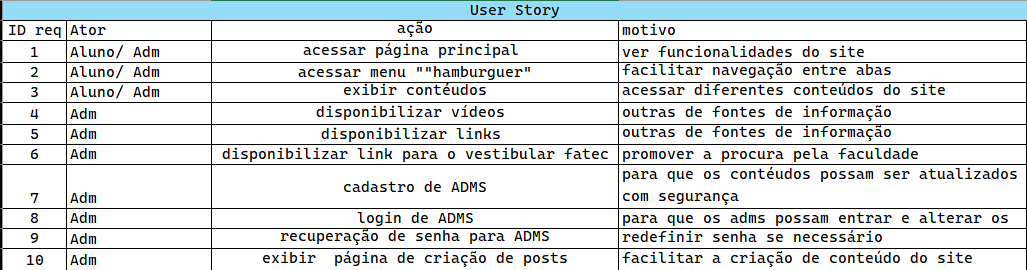 User Story
ID req Ator ação motivo
1 Aluno/ Adm acessar página principal ver funcionalidades do site
2 Aluno/ Adm acessar menu ""hamburguer" facilitar navegação entre abas
3 Aluno/ Adm exibir contéudos acessar diferentes conteúdos do site
4 Adm disponibilizar vídeos outras de fontes de informação
5 Adm disponibilizar links outras de fontes de informação
6 Adm disponibilizar link para o vestibular fatec promover a procura pela faculdade
7 Adm cadastro de ADMS para que os contéudos possam ser atualizados
com segurança
8 Adm login de ADMS para que os adms possam entrar e alterar os
9 Adm recuperação de senha para ADMS redefinir senha se necessário
10 Adm exibir página de criação de posts facilitar a criação de conteúdo do site